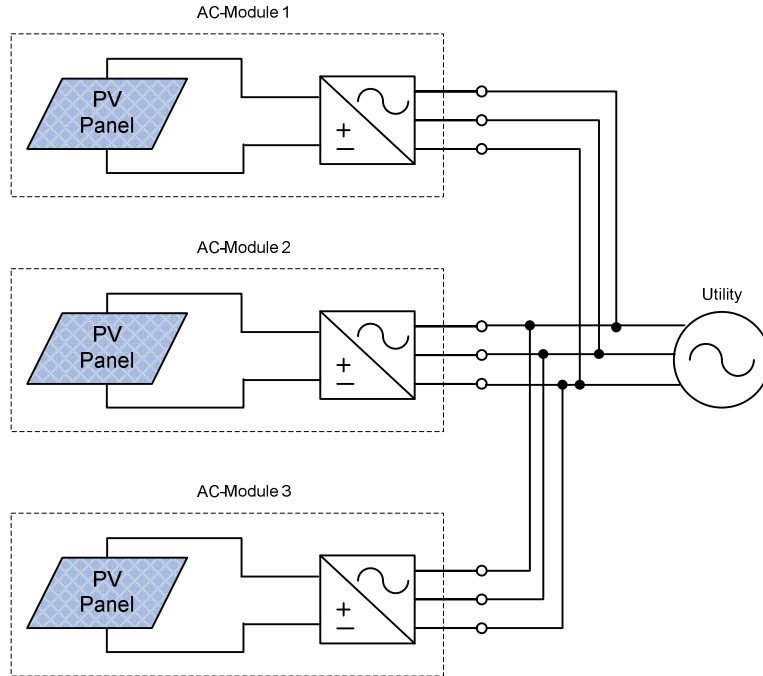 AC-Module 1
PV
Panel
+
−
AC-Module 2
Utility
PV
Panel
+
−
AC-Module 3
PV
Panel
+
−